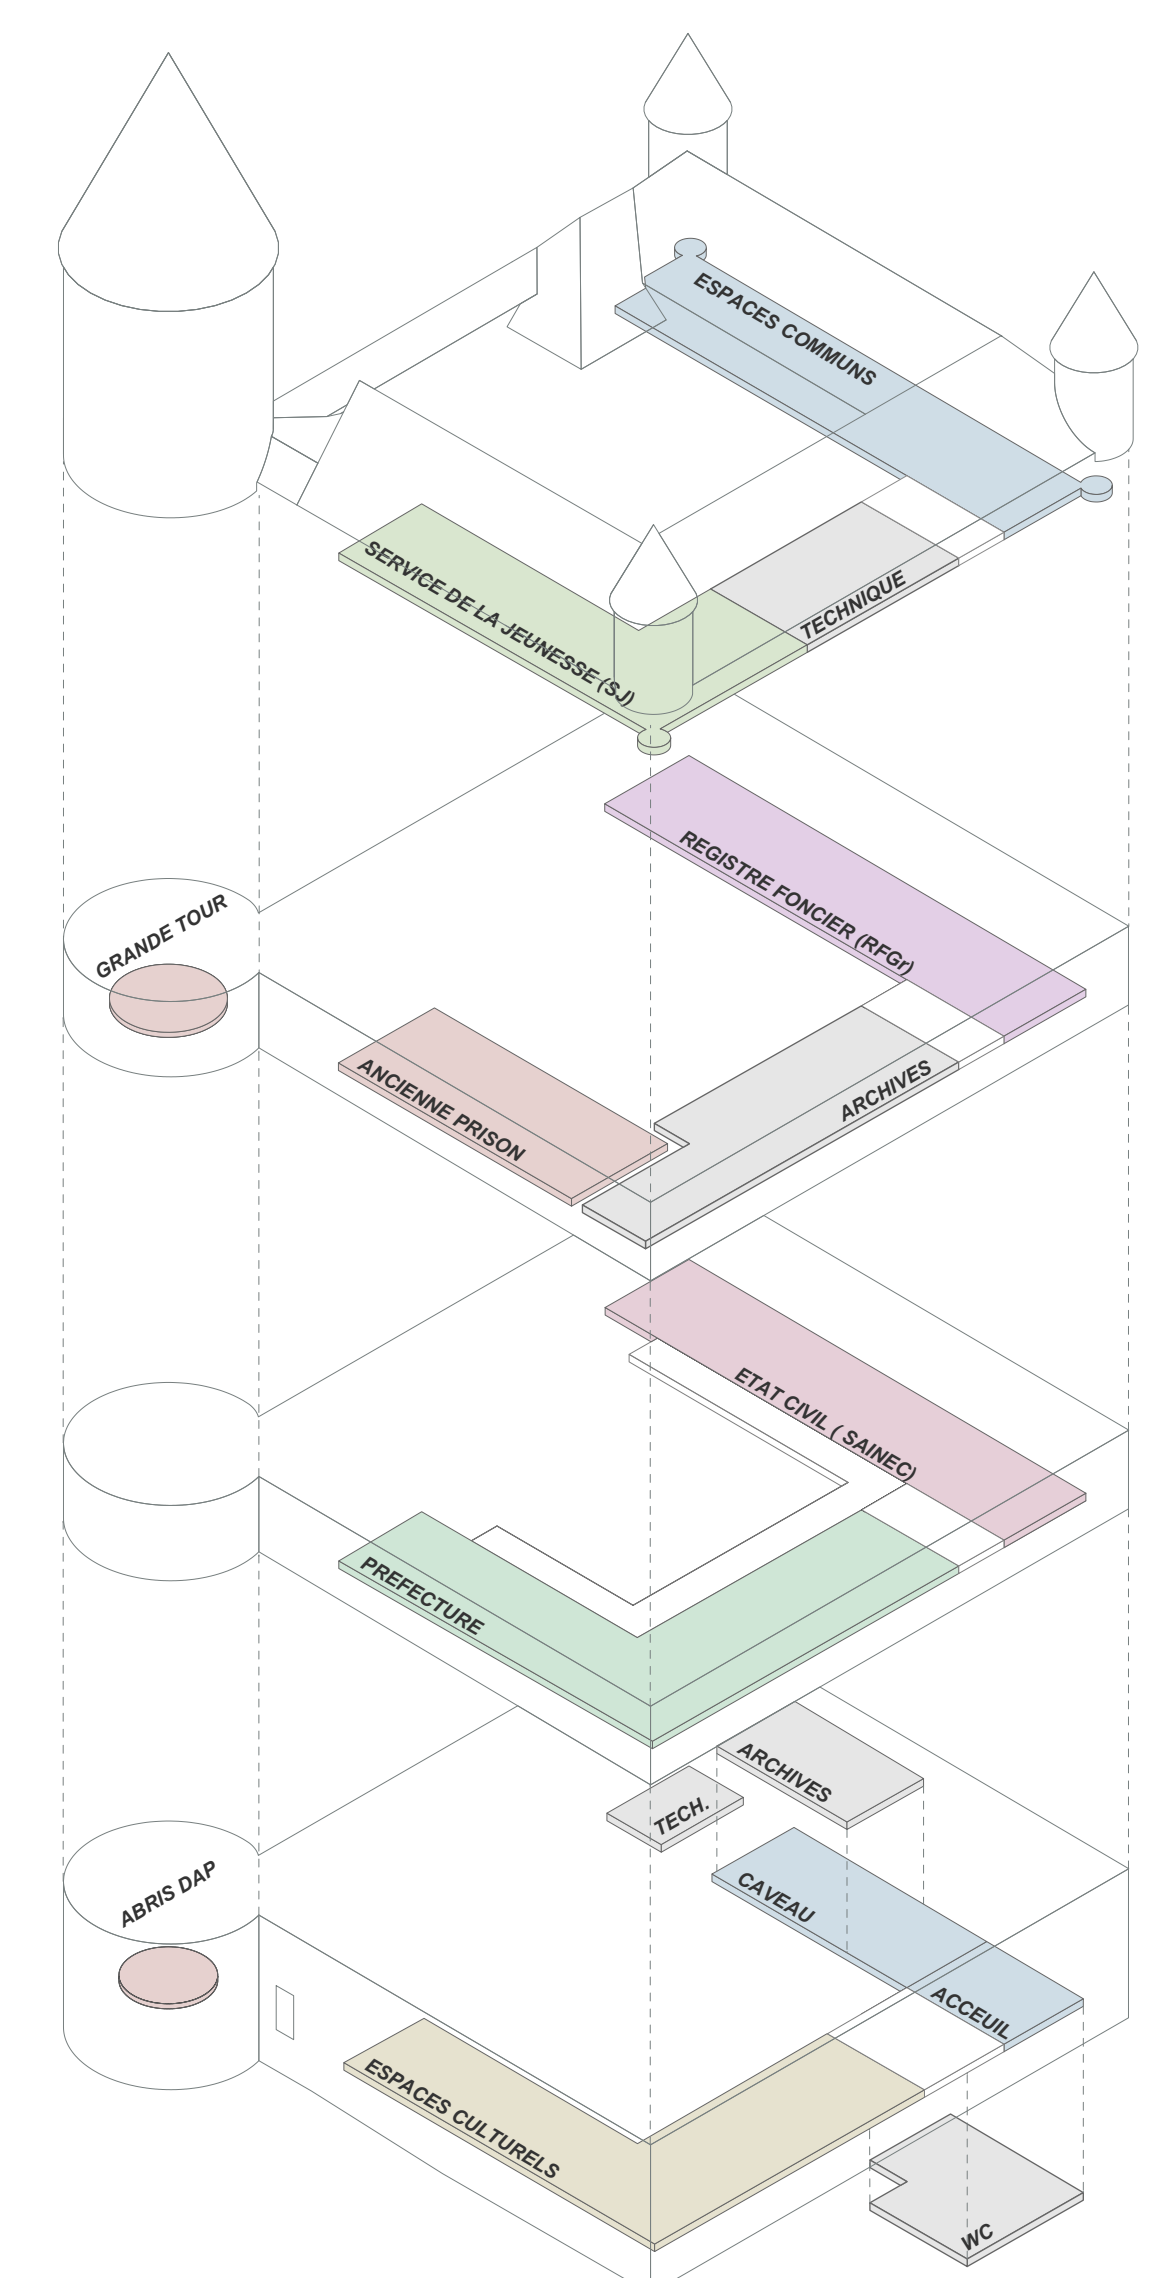 ESPACES COMMUNS
SERVICE DE LA JEUNESSE (SJ)
TECHNIQUE
REGISTRE FONCIER (RFGr)
GRANDE TOUR
ANCIENNE PRISON
ARCHIVES
ETAT CIVIL ( SAINEC)
PREFECTURE
ARCHIVES
TECH.
CAVEAU
ABRIS DAP
ACCEUIL
ESPACES CULTURELS
WC